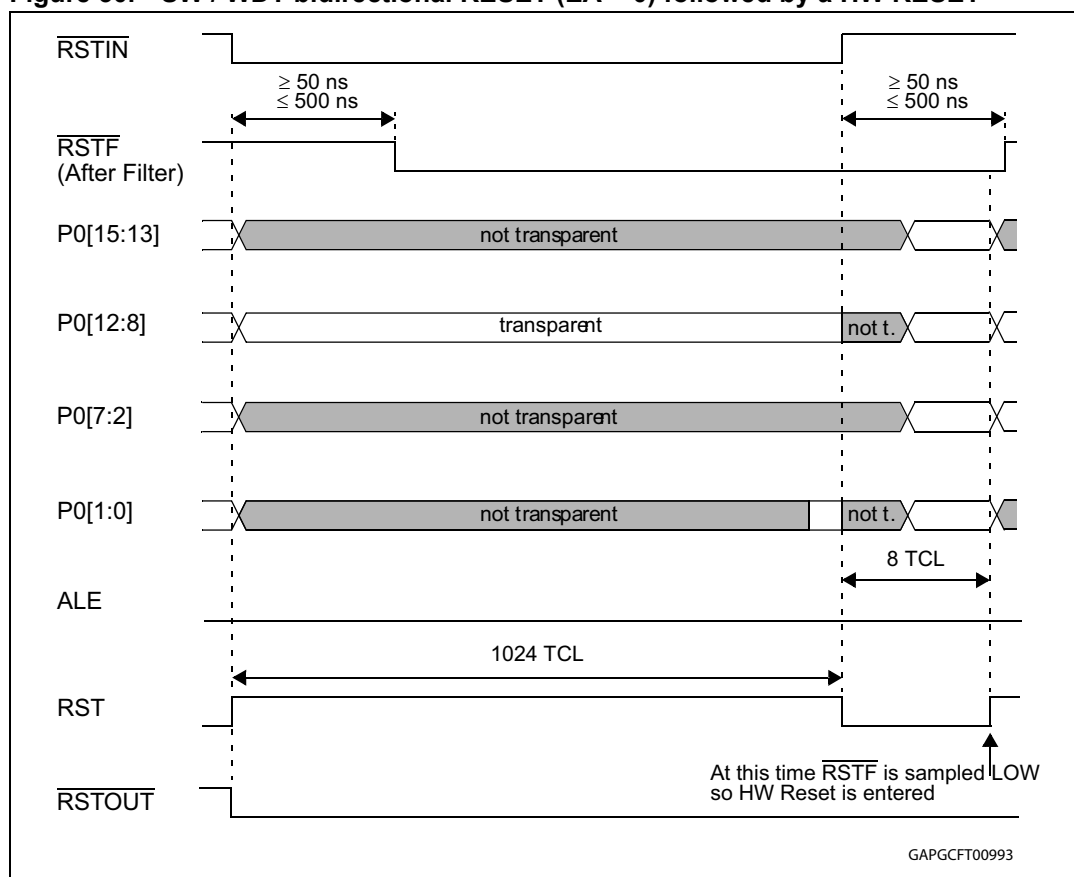 RSTIN
≥ 50 ns
≤ 500 ns
≥ 50 ns
≤ 500 ns
RSTF
(After Filter)
P0[15:13]
not transparent
P0[12:8]
transparent
not t.
P0[7:2]
not transparent
P0[1:0]
not transparent
not t.
8 TCL
ALE
1024 TCL
RST
At this time RSTF is sampled LOW
so HW Reset is entered
RSTOUT
GAPGCFT00993